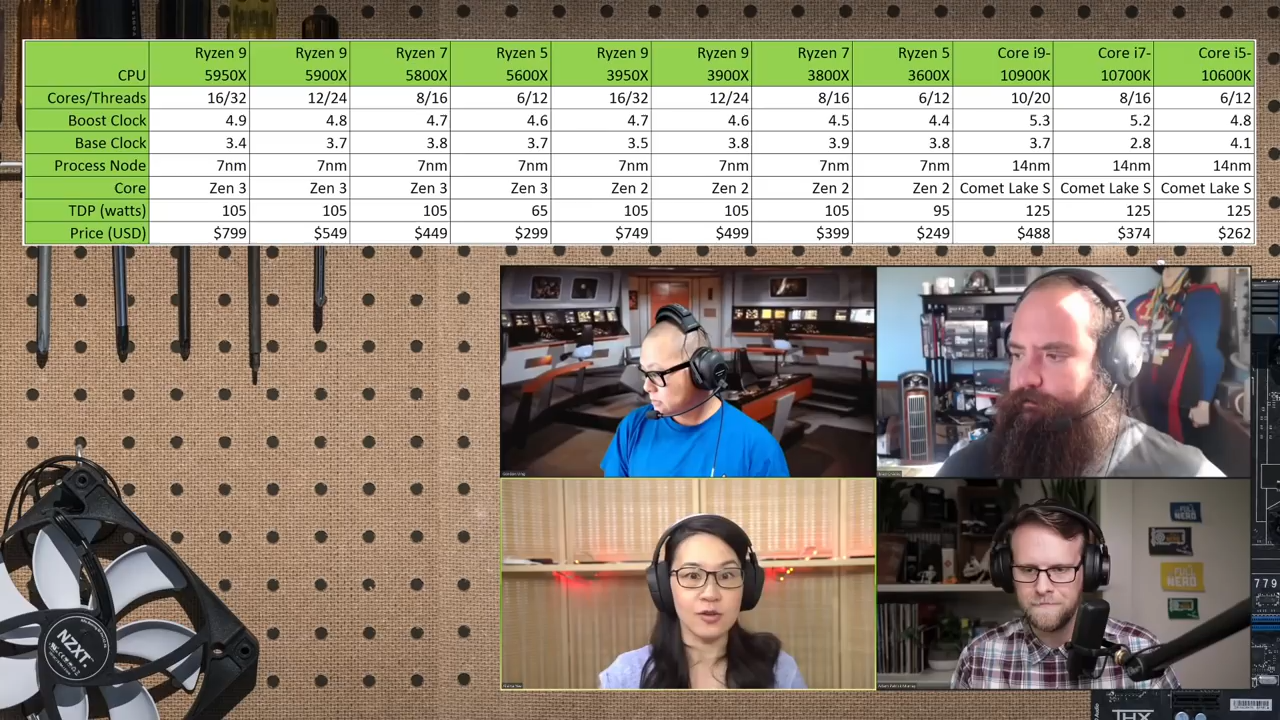 CPU Ryzen 9 5950X Ryzen 9 5900X Ryzen 7 5800X Ryzen 5 5600X Ryzen 9 3950X Ryzen 9 3900X Ryzen 7 3800X Ryzen 5 3600X Core i9-10900K Core i7-10700K Core i5-10600K
Cores/Threads 16/32 12/24 8/16 6/12 16/32 12/24 8/16 6/12 10/20 8/16 6/12
Boost Clock 4.9 4.8 4.7 4.6 4.7 4.6 4.5 4.4 5.3 5.2 4.8
Base Clock 3.4 3.7 3.8 3.7 3.5 3.8 3.9 3.8 3.7 2.8 4.1
Process Node 7nm 7nm 7nm 7nm 7nm 7nm 7nm 7nm 14nm 14nm 14nm
Core Zen 3 Zen 3 Zen 3 Zen 3 Zen 2 Zen 2 Zen 2 Zen 2 Comet Lake S Comet Lake S Comet Lake S
TDP (watts) 105 105 105 65 105 105 105 95 125 125 125
Price (USD) $799 $549 $449 $299 $749 $499 $399 $249 $488 $374 $262
FULL
NERD
FULL
NERD
NZXT.
779
THX